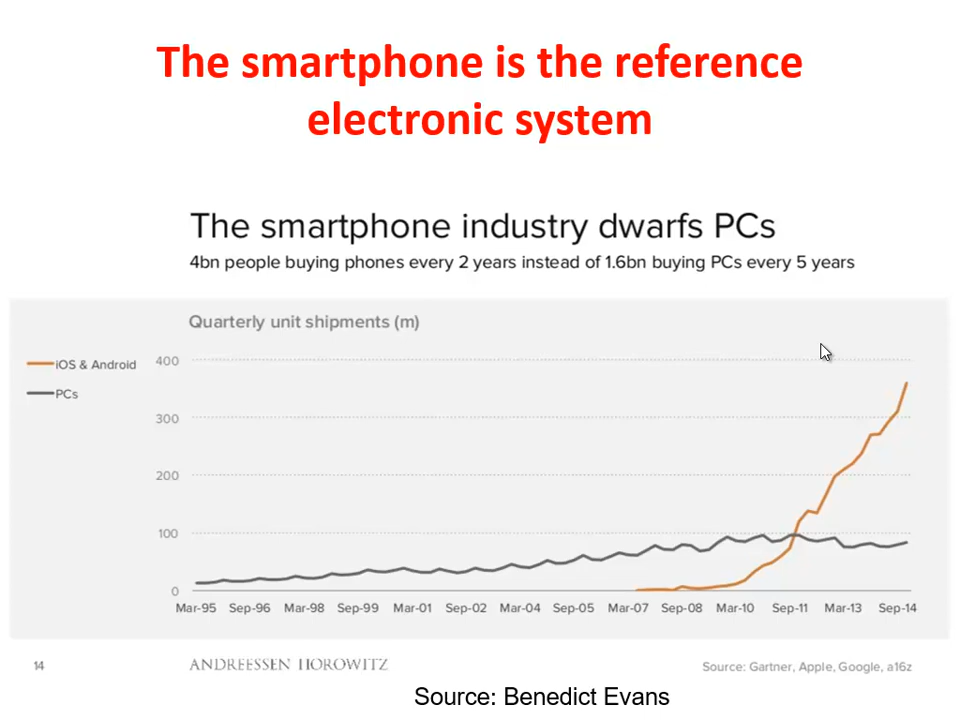 The smartphone is the reference
electronic system
The smartphone industry dwarfs PCs
4bn people buying phones every 2 years instead of 1.6bn buying PCs every 5 years
Quarterly unit shipments (m)
iOS & Android
PCs
400
300
200
100
0
Mar-95 Sep-96 Mar-98 Sep-99 Mar-01 Sep-02 Mar-04 Sep-05 Mar-07 Sep-08 Mar-10 Sep-11 Mar-13 Sep-14
14
ANDREESSEN HOROWITZ
Source: Gartner, Apple, Google, a16z
Source: Benedict Evans